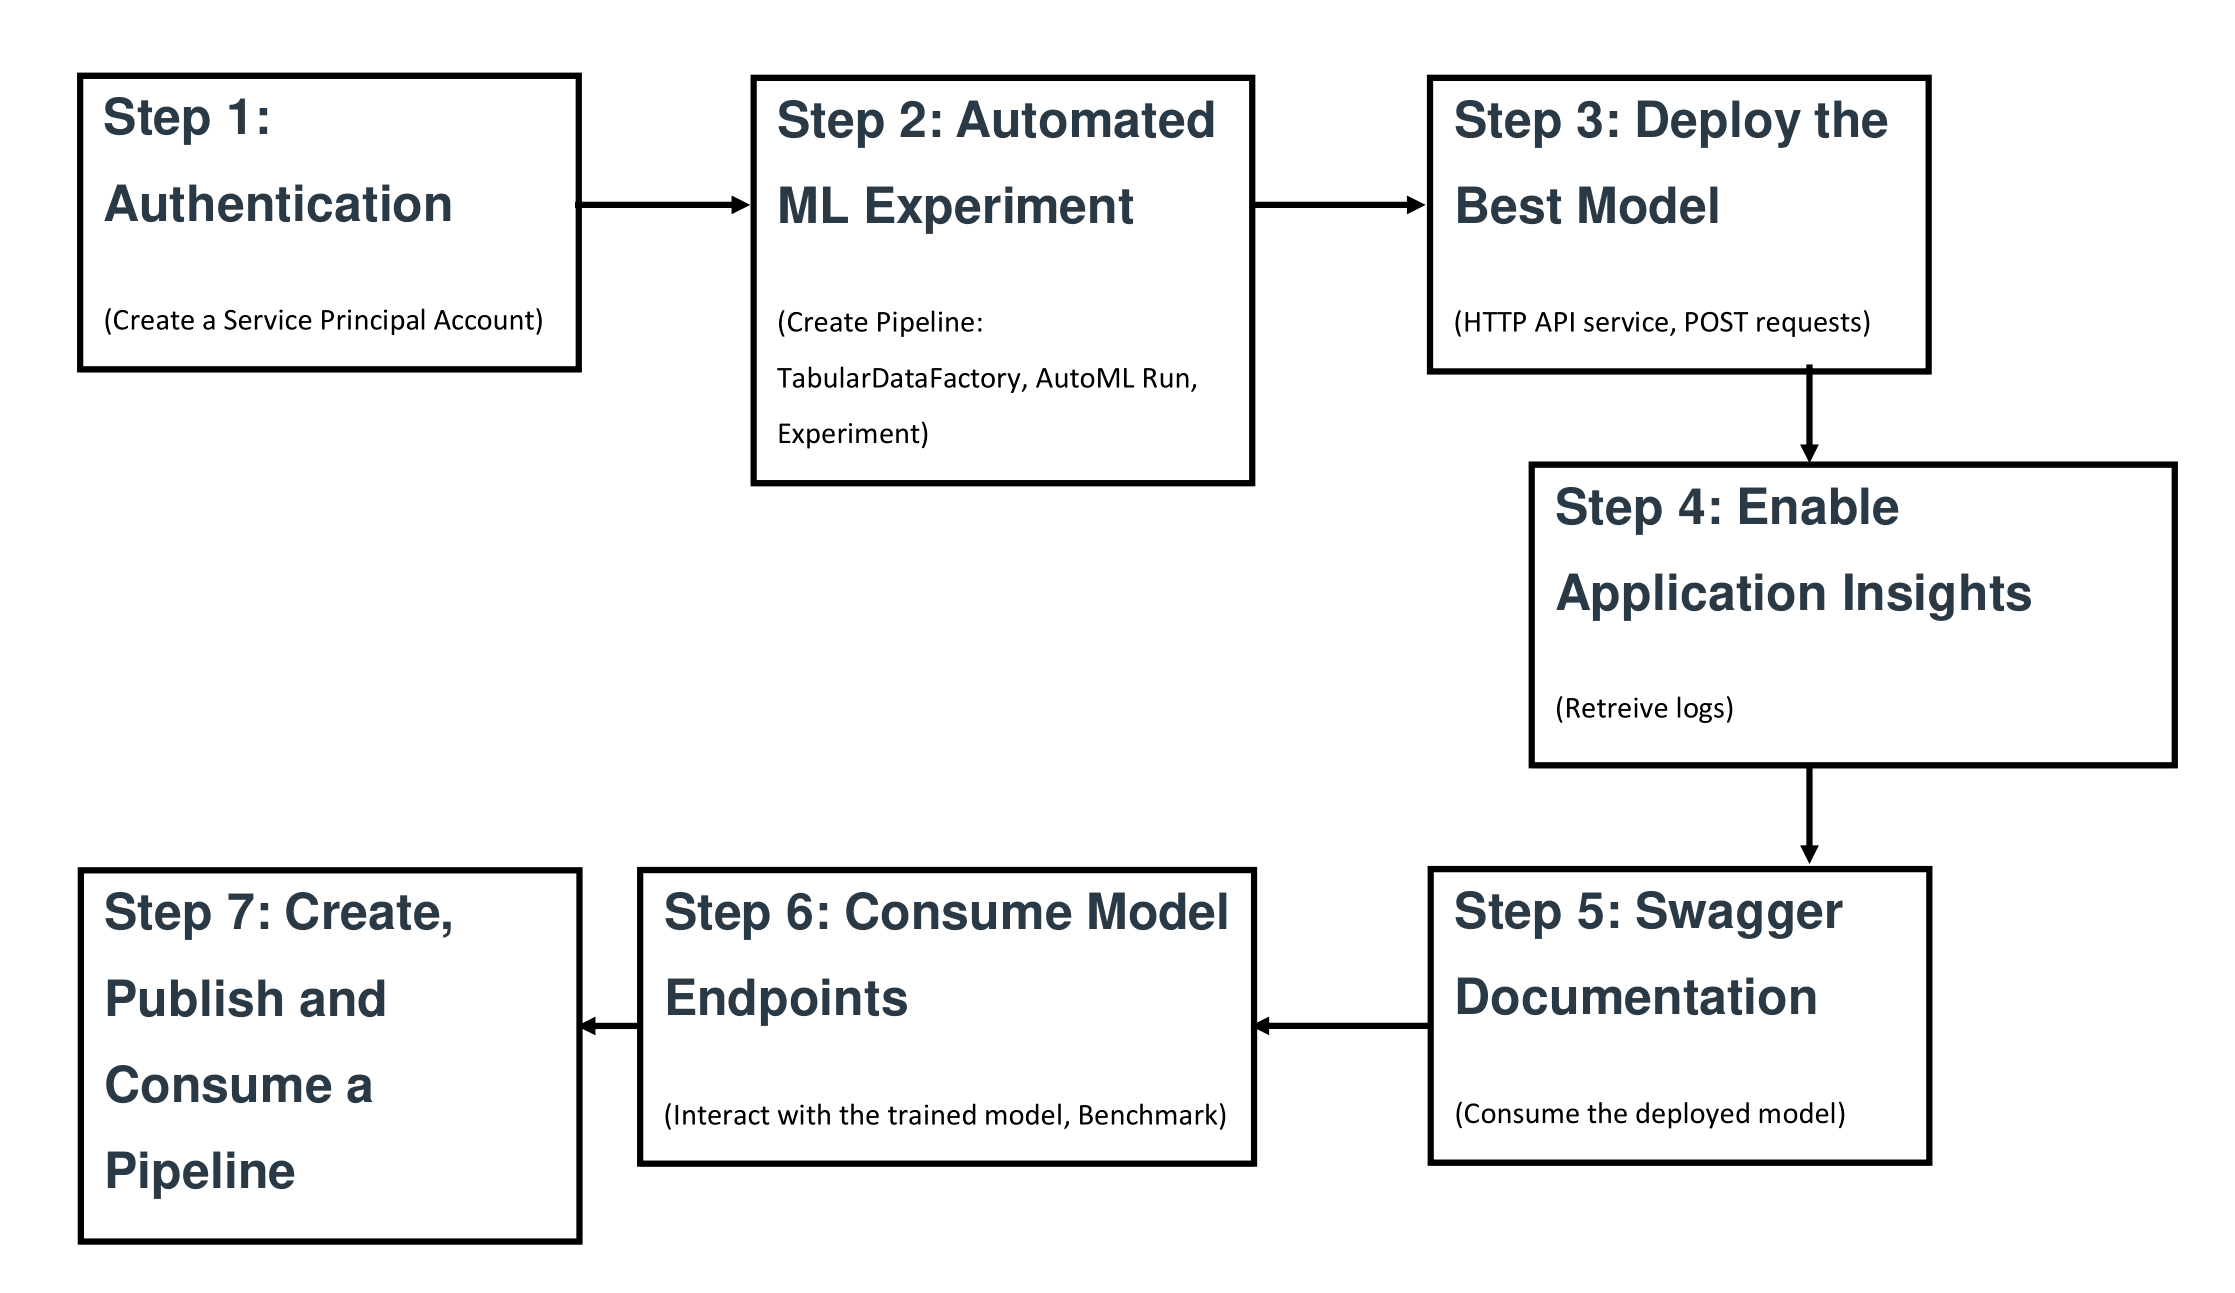 Step 1:
Authentication
(Create a Service Principal Account)
Step 2: Automated
ML Experiment
(Create Pipeline:
TabularDataFactory, AutoML Run,
Experiment)
Step 3: Deploy the
Best Model
(HTTP API service, POST requests)
Step 4: Enable
Application Insights
(Retreive logs)
Step 5: Swagger
Documentation
(Consume the deployed model)
Step 6: Consume Model
Endpoints
(Interact with the trained model, Benchmark)
Step 7: Create,
Publish and
Consume a
Pipeline